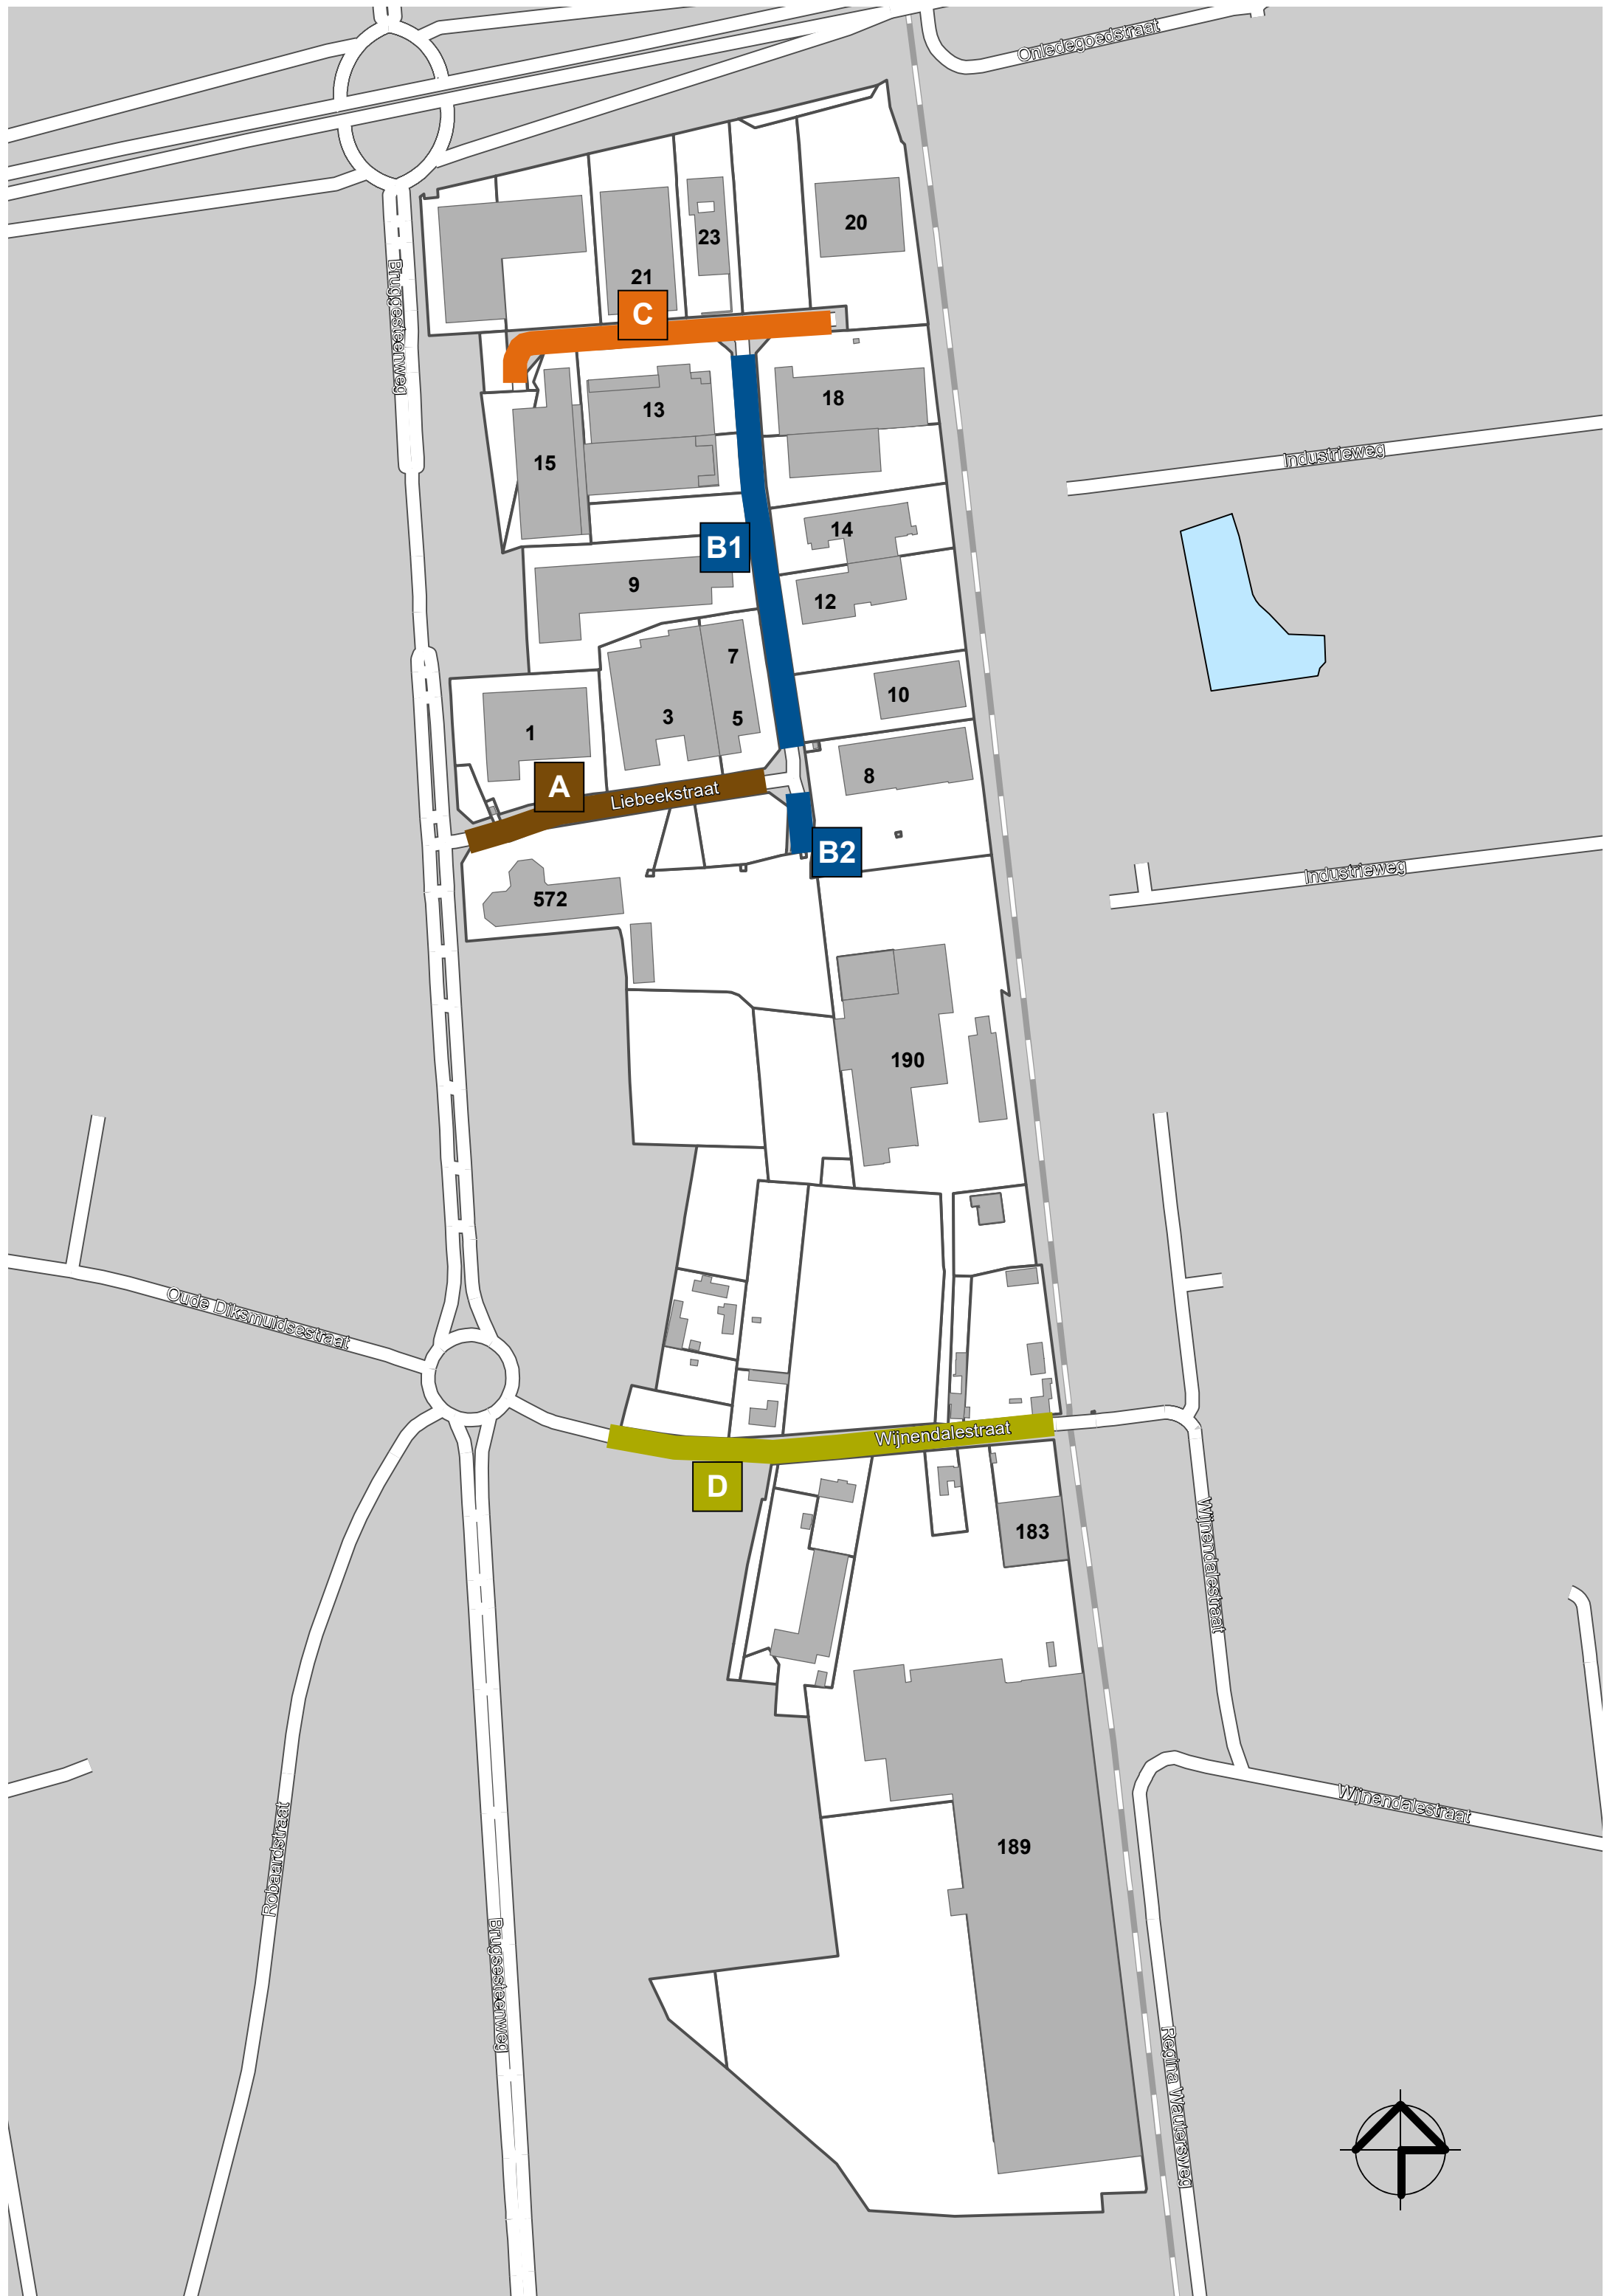 Onledegoedstraat
20
23
21
Bruggesteenweg
C
18
13
15
Industrieweg
14
B1
9
12
7
10
3
5
1
8
A
Liebeekstraat
B2
Industrieweg
572
190
Oude Diksmuidsestraat
Wijnendalestraat
D
183
Wijnendalestraat
Wijnendalestraat
189
Robaardstraat
Brugsesteenweg
Regina Wautersweg